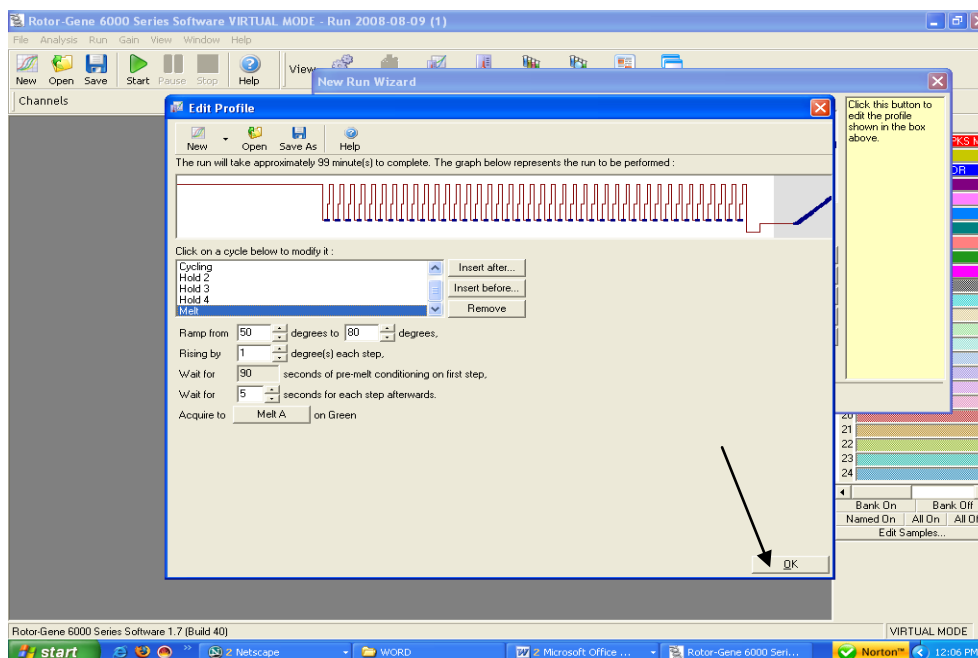 Rotor-Gene 6000 Series Software VIRTUAL MODE - Run 2008-08-09 (1)
File Analysis Run Gain View Window Help
New Open Save Start Pause Stop Help View
New Run Wizard
Channels
Edit Profile
Click this button to
edit the profile
shown in the box
above.
New Open Save As Help
The run will take approximately 99 minute(s) to complete. The graph below represents the run to be performed :
Click on a cycle below to modify it :
Cycling
Hold 2
Hold 3
Hold 4
Melt
Insert after...
Insert before...
Remove
Ramp from 50 degrees to 80 degrees,
Rising by 1 degree(s) each step,
Wait for 90 seconds of pre-melt conditioning on first step,
Wait for 5 seconds for each step afterwards.
Acquire to Melt A on Green
20
21
22
23
24
Bank On Bank Off
Named On All On All Of
Edit Samples...
OK
Rotor-Gene 6000 Series Software 1.7 (Build 40) VIRTUAL MODE
start 2 Netscape WORD 2 Microsoft Office ... Rotor-Gene 6000 Seri... Norton™ 12:06 PM